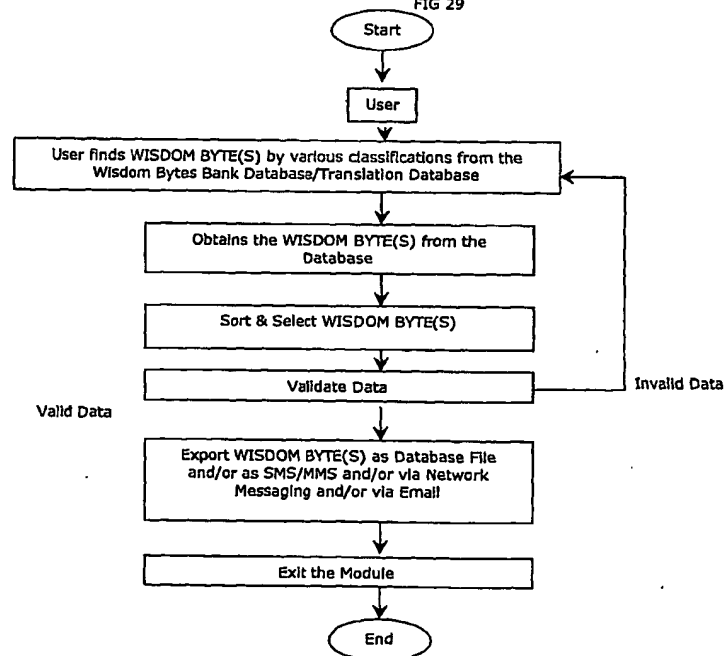 FIG 29
Start
User
User finds WISDOM BYTE(S) by various classifications from the
Wisdom Bytes Bank Database/Translation Database
Obtains the WISDOM BYTE(S) from the
Database
Sort & Select WISDOM BYTE(S)
Validate Data
Invalid Data
Valid Data
Export WISDOM BYTE(S) as Database File
and/or as SMS/MMS and/or via Network
Messaging and/or via Email
Exit the Module
End